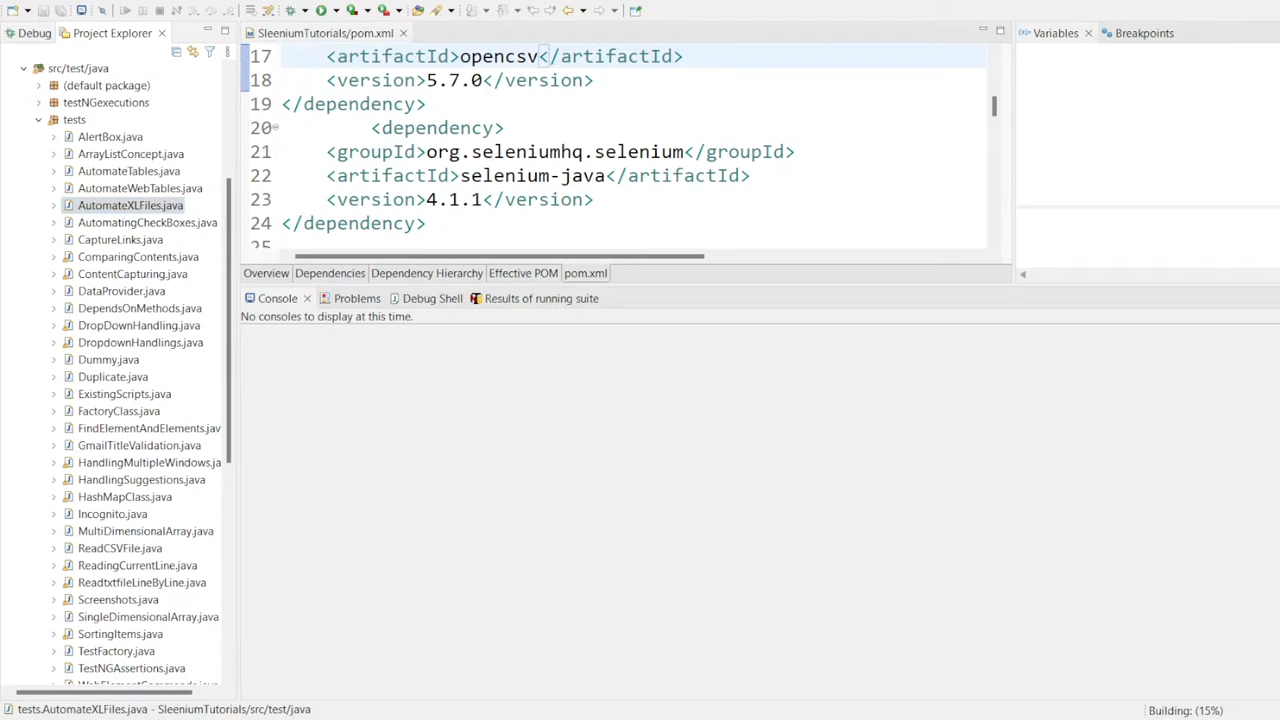 Debug
Project Explorer
src/test/java
(default package)
testNGexecutions
tests
AlertBox.java
ArrayListConcept.java
AutomateTables.java
AutomateWebTables.java
AutomateXLFiles.java
AutomatingCheckBoxes.java
CaptureLinks.java
ComparingContents.java
ContentCapturing.java
DataProvider.java
DependsOnMethods.java
DropDownHandling.java
DropdownHandlings.java
Dummy.java
Duplicate.java
ExistingScripts.java
FactoryClass.java
FindElementAndElements.jav
GmailTitleValidation.java
HandlingMultipleWindows.ja
HandlingSuggestions.java
HashMapClass.java
Incognito.java
MultiDimensionalArray.java
ReadCSVFile.java
ReadingCurrentLine.java
ReadtxtfileLineByLine.java
Screenshots.java
SingleDimensionalArray.java
SortingItems.java
TestFactory.java
TestNGAssertions.java
SleeniumTutorials/pom.xml
17 <artifactId>opencsv</artifactId>
18 <version>5.7.0</version>
19 </dependency>
20 <dependency>
21 <groupId>org.seleniumhq.selenium</groupId>
22 <artifactId>selenium-java</artifactId>
23 <version>4.1.1</version>
24 </dependency>
25
Overview Dependencies Dependency Hierarchy Effective POM pom.xml
Variables Breakpoints
Console Problems Debug Shell Results of running suite
No consoles to display at this time.
tests.AutomateXLFiles.java - SleeniumTutorials/src/test/java
Building: (15%)